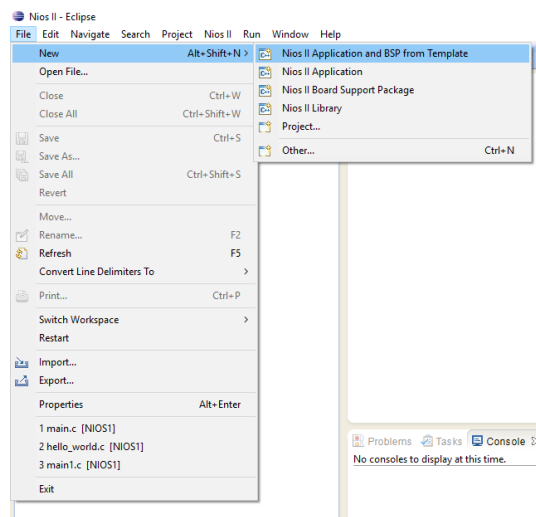 Nios II - Eclipse
File Edit Navigate Search Project Nios II Run Window Help
New Alt+Shift+N >
Open File...
Close Ctrl+W
Close All Ctrl+Shift+W
Save Ctrl+S
Save As...
Save All Ctrl+Shift+S
Revert
Move...
Rename... F2
Refresh F5
Convert Line Delimiters To >
Print... Ctrl+P
Switch Workspace >
Restart
Import...
Export...
Properties Alt+Enter
1 main.c [NIOS1]
2 hello_world.c [NIOS1]
3 main1.c [NIOS1]
Exit
Nios II Application and BSP from Template
Nios II Application
Nios II Board Support Package
Nios II Library
Project...
Other... Ctrl+N
Problems Tasks Console
No consoles to display at this time.